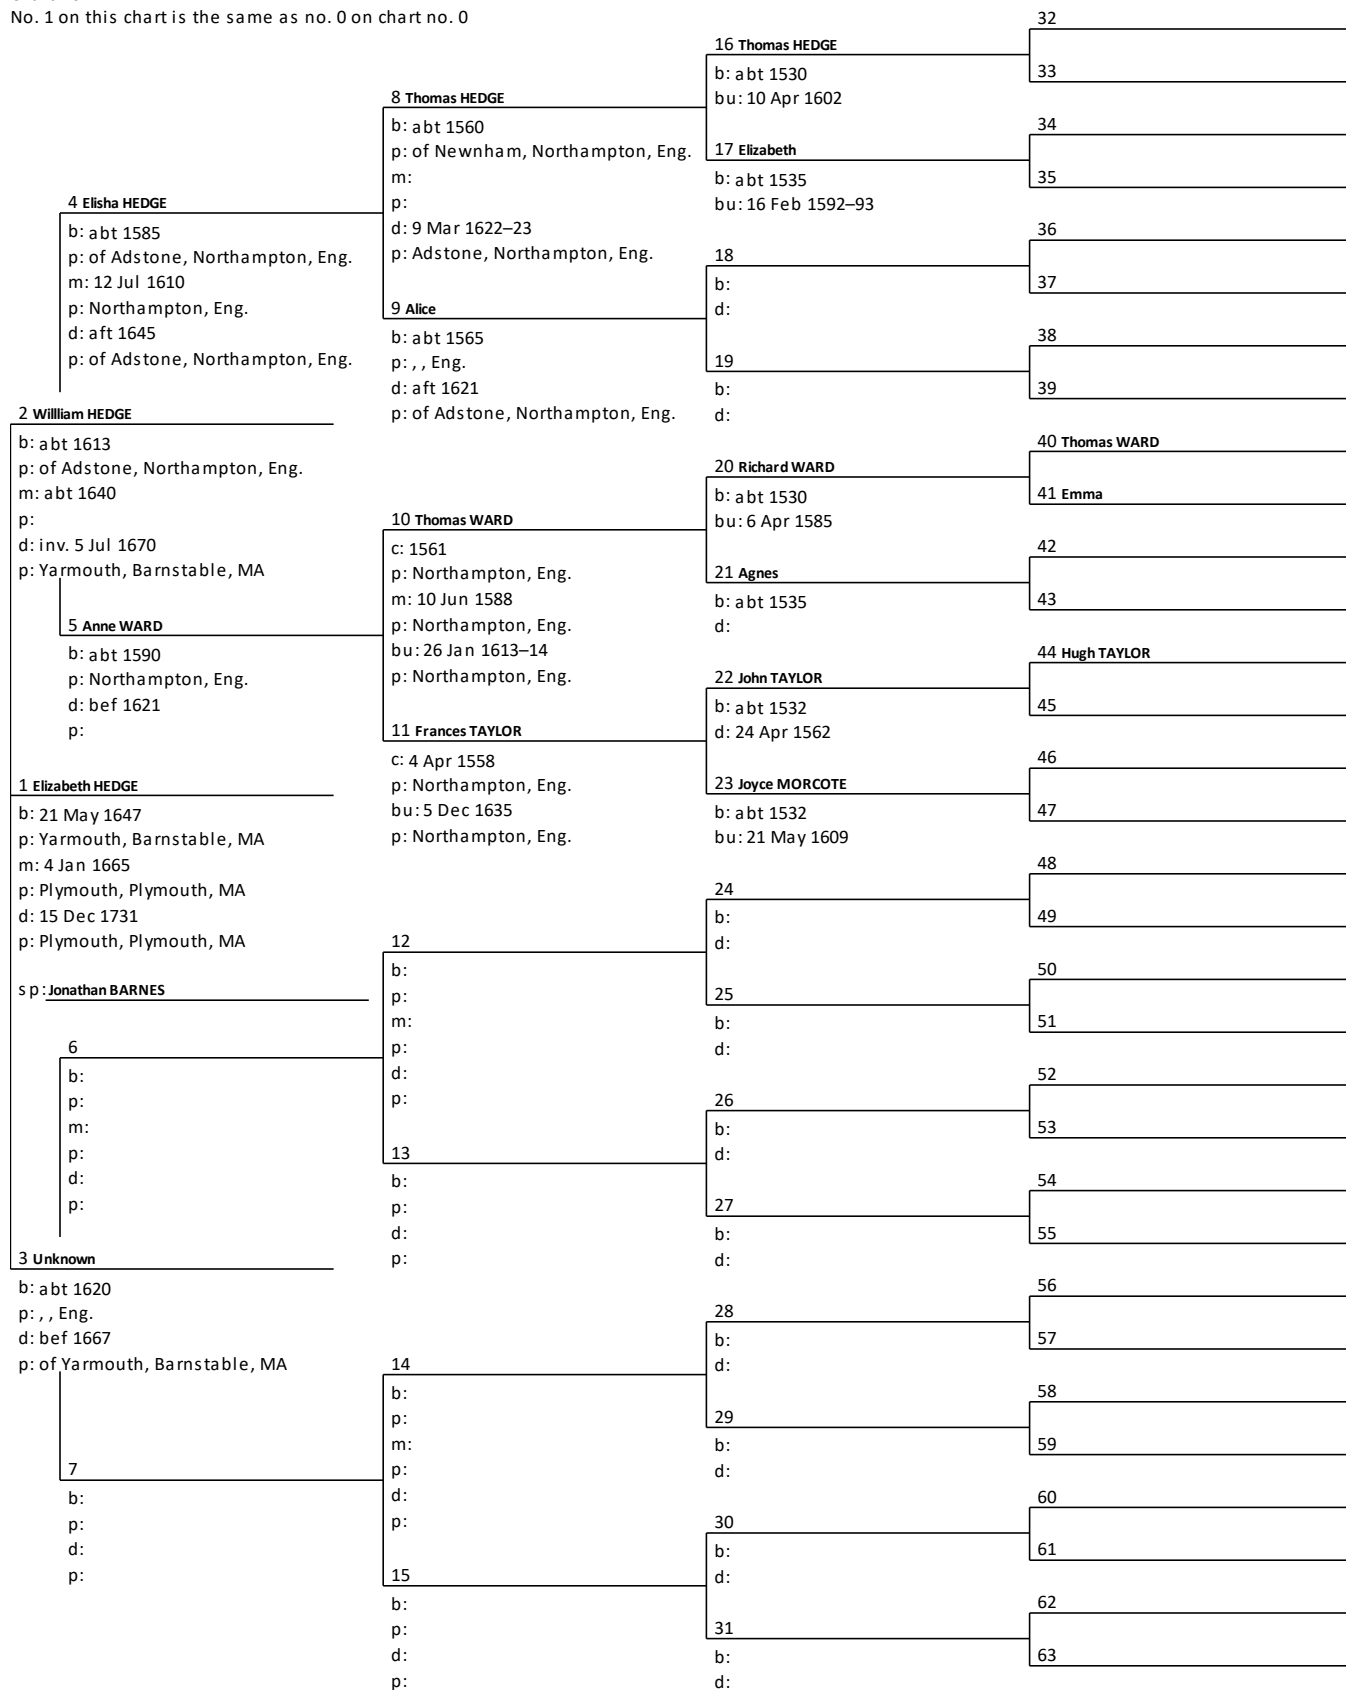 No. 1 on this chart is the same as no. 0 on chart no. 0
1 Elizabeth HEDGE
b: 21 May 1647
p: Yarmouth, Barnstable, MA
m: 4 Jan 1665
p: Plymouth, Plymouth, MA
d: 15 Dec 1731
p: Plymouth, Plymouth, MA
sp: Jonathan BARNES
2 Willliam HEDGE
b: abt 1613
p: of Adstone, Northampton, Eng.
m: abt 1640
p:
d: inv. 5 Jul 1670
p: Yarmouth, Barnstable, MA
3 Unknown
b: abt 1620
p: , , Eng.
d: bef 1667
p: of Yarmouth, Barnstable, MA
4 Elisha HEDGE
b: abt 1585
p: of Adstone, Northampton, Eng.
m: 12 Jul 1610
p: Northampton, Eng.
d: aft 1645
p: of Adstone, Northampton, Eng.
5 Anne WARD
b: abt 1590
p: Northampton, Eng.
d: bef 1621
p:
6
b:
p:
m:
p:
d:
p:
7
b:
p:
d:
p:
8 Thomas HEDGE
b: abt 1560
p: of Newnham, Northampton, Eng.
m:
p:
d: 9 Mar 1622–23
p: Adstone, Northampton, Eng.
9 Alice
b: abt 1565
p: , , Eng.
d: aft 1621
p: of Adstone, Northampton, Eng.
10 Thomas WARD
c: 1561
p: Northampton, Eng.
m: 10 Jun 1588
p: Northampton, Eng.
bu: 26 Jan 1613–14
p: Northampton, Eng.
11 Frances TAYLOR
c: 4 Apr 1558
p: Northampton, Eng.
bu: 5 Dec 1635
p: Northampton, Eng.
12
b:
p:
m:
p:
d:
p:
13
b:
p:
d:
p:
14
b:
p:
m:
p:
d:
p:
15
b:
p:
d:
p:
16 Thomas HEDGE
b: abt 1530
bu: 10 Apr 1602
17 Elizabeth
b: abt 1535
bu: 16 Feb 1592–93
18
b:
d:
19
b:
d:
20 Richard WARD
b: abt 1530
bu: 6 Apr 1585
21 Agnes
b: abt 1535
d:
22 John TAYLOR
b: abt 1532
d: 24 Apr 1562
23 Joyce MORCOTE
b: abt 1532
bu: 21 May 1609
24
b:
d:
25
b:
d:
26
b:
d:
27
b:
d:
28
b:
d:
29
b:
d:
30
b:
d:
31
b:
d:
32
33
34
35
36
37
38
39
40 Thomas WARD
41 Emma
42
43
44 Hugh TAYLOR
45
46
47
48
49
50
51
52
53
54
55
56
57
58
59
60
61
62
63